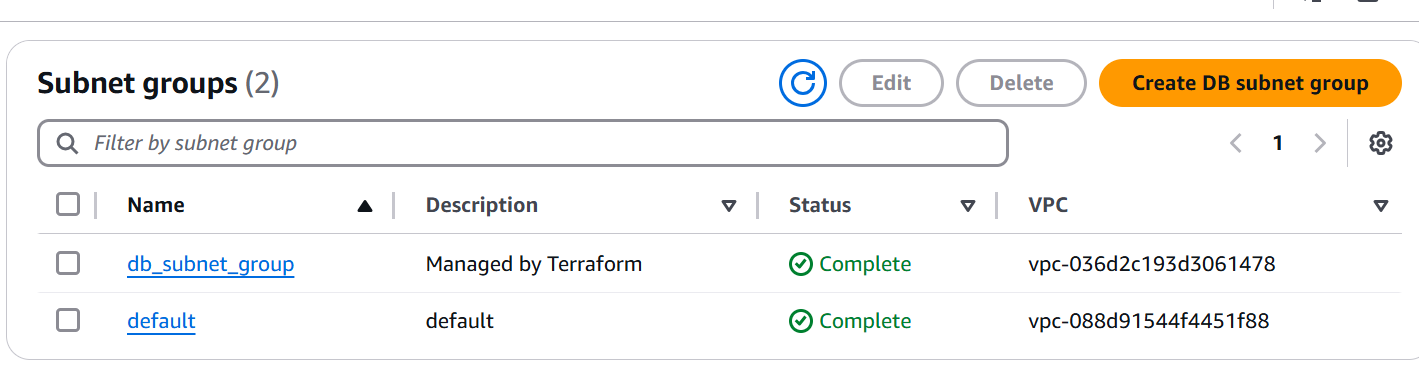 Subnet groups (2)
Edit
Delete
Create DB subnet group
Filter by subnet group
1
Name
Description
Status
VPC
db_subnet_group
Managed by Terraform
Complete
vpc-036d2c193d3061478
default
default
Complete
vpc-088d91544f4451f88